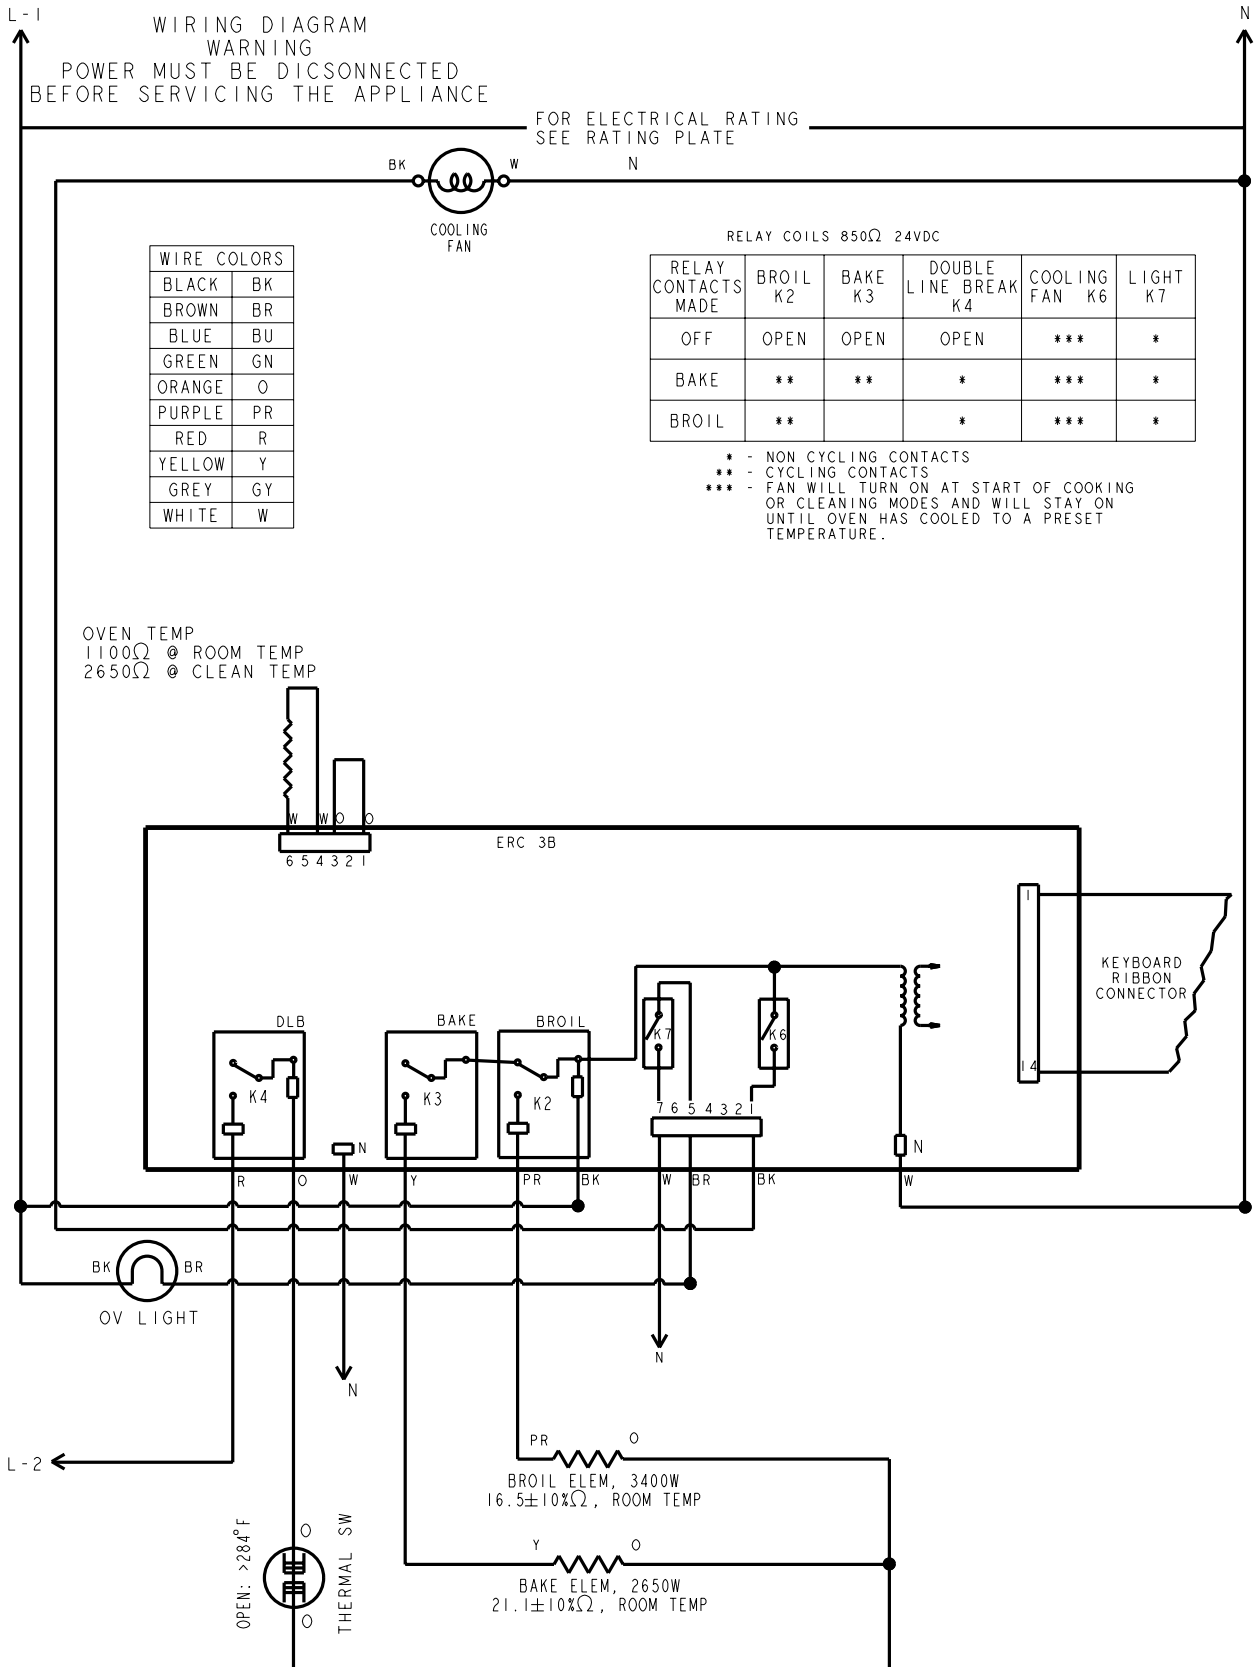 L-1
N
WIRING DIAGRAM
WARNING
POWER MUST BE DICSONNECTED
BEFORE SERVICING THE APPLIANCE
FOR ELECTRICAL RATING
SEE RATING PLATE
BK
W
N
COOLING
FAN
WIRE COLORS
BLACK BK
BROWN BR
BLUE BU
GREEN GN
ORANGE O
PURPLE PR
RED R
YELLOW Y
GREY GY
WHITE W
RELAY COILS 850Ω 24VDC
RELAY CONTACTS MADE BROIL K2 BAKE K3 DOUBLE LINE BREAK K4 COOLING FAN K6 LIGHT K7
OFF OPEN OPEN OPEN *** *
BAKE ** ** * *** *
BROIL ** * *** *
* - NON CYCLING CONTACTS
** - CYCLING CONTACTS
*** - FAN WILL TURN ON AT START OF COOKING
OR CLEANING MODES AND WILL STAY ON
UNTIL OVEN HAS COOLED TO A PRESET
TEMPERATURE.
OVEN TEMP
1100Ω @ ROOM TEMP
2650Ω @ CLEAN TEMP
W W O O
6 5 4 3 2 1
ERC 3B
1
KEYBOARD
RIBBON
CONNECTOR
14
DLB
BAKE
BROIL
K7
K6
K4
K3
K2
7 6 5 4 3 2 1
N
N
R O W Y PR BK W BR BK W
BK
BR
OV LIGHT
N
N
L-2
PR
O
BROIL ELEM, 3400W
16.5±10%Ω, ROOM TEMP
Y
O
BAKE ELEM, 2650W
21.1±10%Ω, ROOM TEMP
OPEN: >284°F
O
O
THERMAL SW